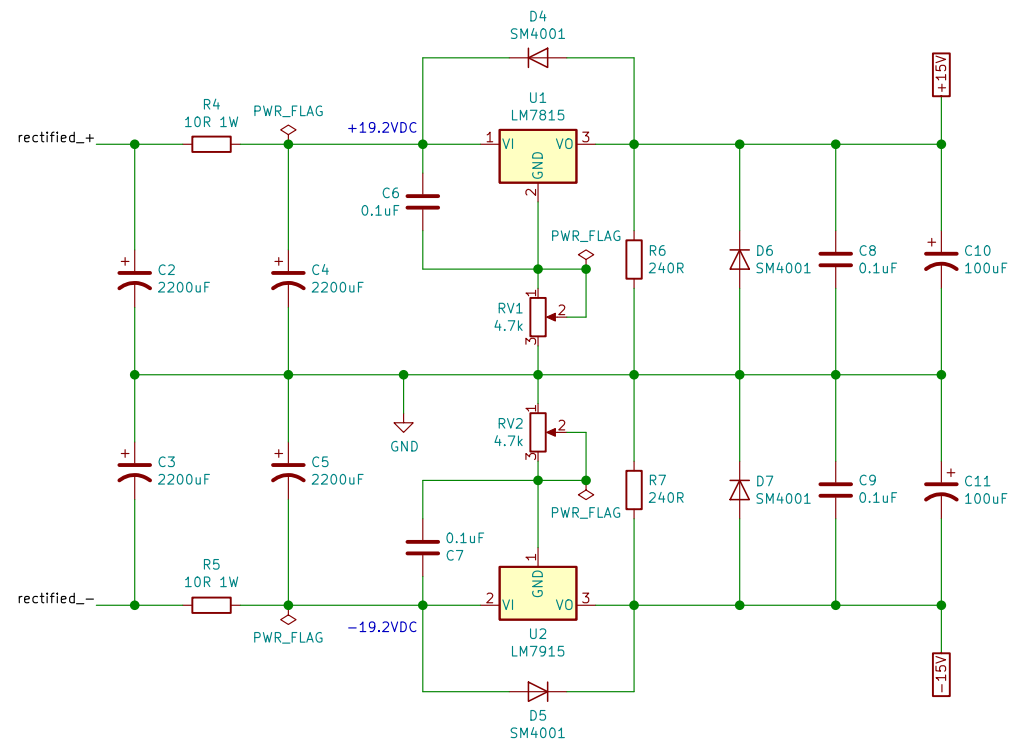 D4
SM4001
+15V
R4
10R 1W
PWR_FLAG
U1
LM7815
rectified_+
+19.2VDC
1
VI
VO
3
GND
2
C6
0.1uF
PWR_FLAG
R6
240R
D6
SM4001
C8
0.1uF
+
C10
100uF
+
C2
2200uF
+
C4
2200uF
1
RV1
4.7k
2
3
GND
1
RV2
4.7k
2
3
+
C3
2200uF
+
C5
2200uF
PWR_FLAG
R7
240R
D7
SM4001
C9
0.1uF
+
C11
100uF
0.1uF
C7
1
GND
R5
10R 1W
rectified_-
2
VI
VO
3
PWR_FLAG
-19.2VDC
U2
LM7915
-15V
D5
SM4001